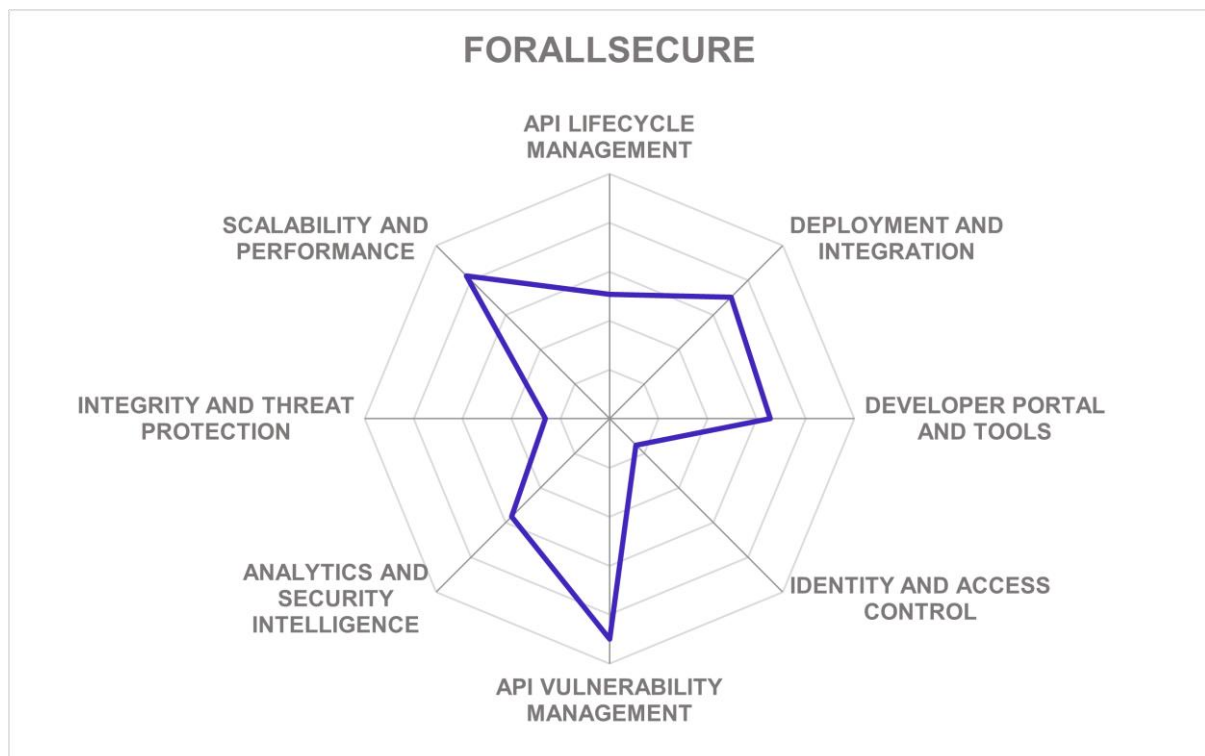 FORALLSECURE
API LIFECYCLE
MANAGEMENT
SCALABILITY AND
PERFORMANCE
DEPLOYMENT AND
INTEGRATION
INTEGRITY AND THREAT
PROTECTION
DEVELOPER PORTAL
AND TOOLS
ANALYTICS AND
SECURITY
INTELLIGENCE
IDENTITY AND ACCESS
CONTROL
API VULNERABILITY
MANAGEMENT